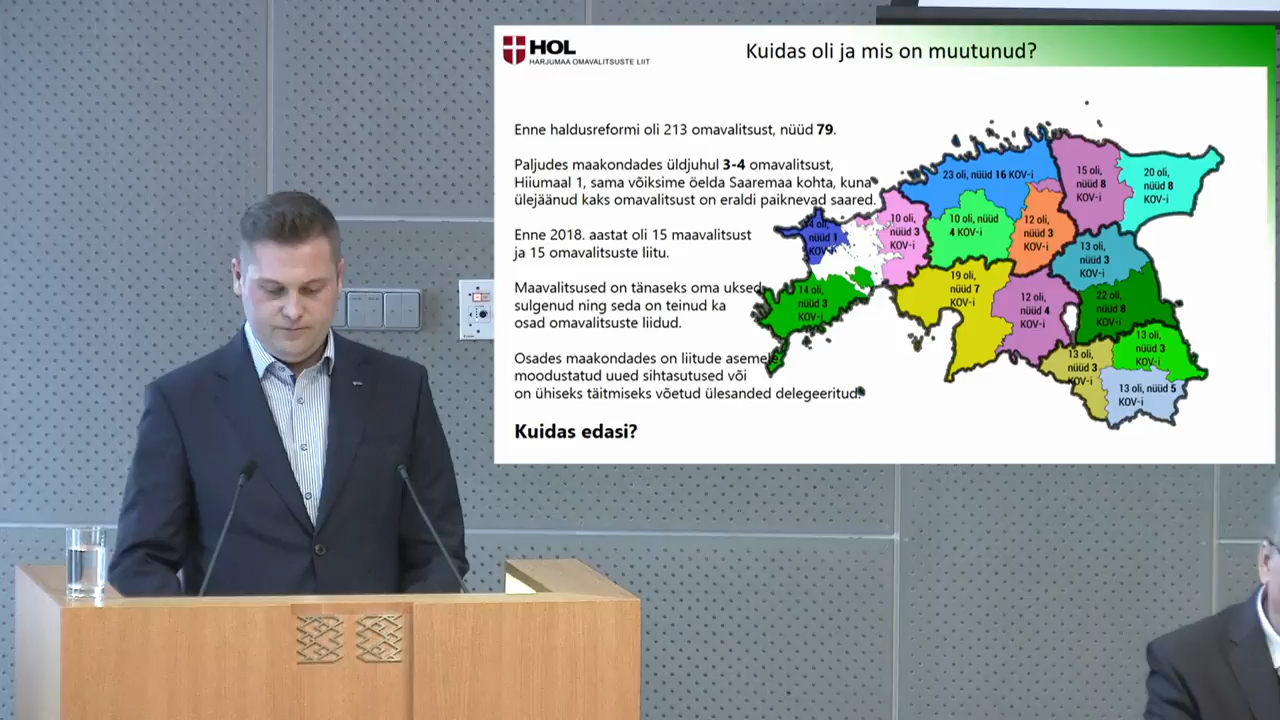 HOL
HARJUMAA OMAVALITSUSTE LIIT
Kuidas oli ja mis on muutunud?
Enne haldusreformi oli 213 omavalitsust, nüüd 79.
Paljudes maakondades üldjuhul 3-4 omavalitsust,
Hiiumaal 1, sama võiksime öelda Saaremaa kohta, kuna
ülejäänud kaks omavalitsust on eraldi paiknevad saared.
Enne 2018. aastat oli 15 maavalitsust
ja 15 omavalitsuste liitu.
Maavalitsused on tänaseks oma uksed
sulgenud ning seda on teinud ka
osad omavalitsuste liidud.
Osades maakondades on liitude asemele
moodustatud uued sihtasutused või
on ühiseks täitmiseks võetud ülesanded delegeeritud.
Kuidas edasi?
23 oli, nüüd 16 KOV-i
15 oli,
nüüd 8
KOV-i
20 oli,
nüüd 8
KOV-i
4 oli,
nüüd 1
KOV-i
10 oli,
nüüd 3
KOV-i
10 oli, nüüd
4 KOV-i
12 oli,
nüüd 3
KOV-i
13 oli,
nüüd 3
KOV-i
14 oli,
nüüd 3
KOV-i
19 oli,
nüüd 7
KOV-i
12 oli,
nüüd 4
KOV-i
22 oli,
nüüd 8
KOV-i
13 oli,
nüüd 3
KOV-i
13 oli,
nüüd 3
KOV-i
13 oli, nüüd 5
KOV-i